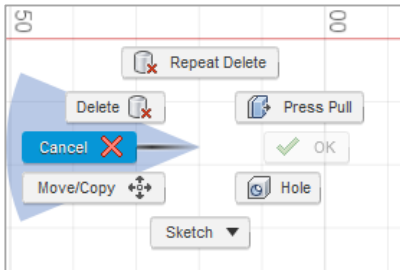 50
00
Repeat Delete
Delete
Press Pull
Cancel
OK
Move/Copy
Hole
Sketch